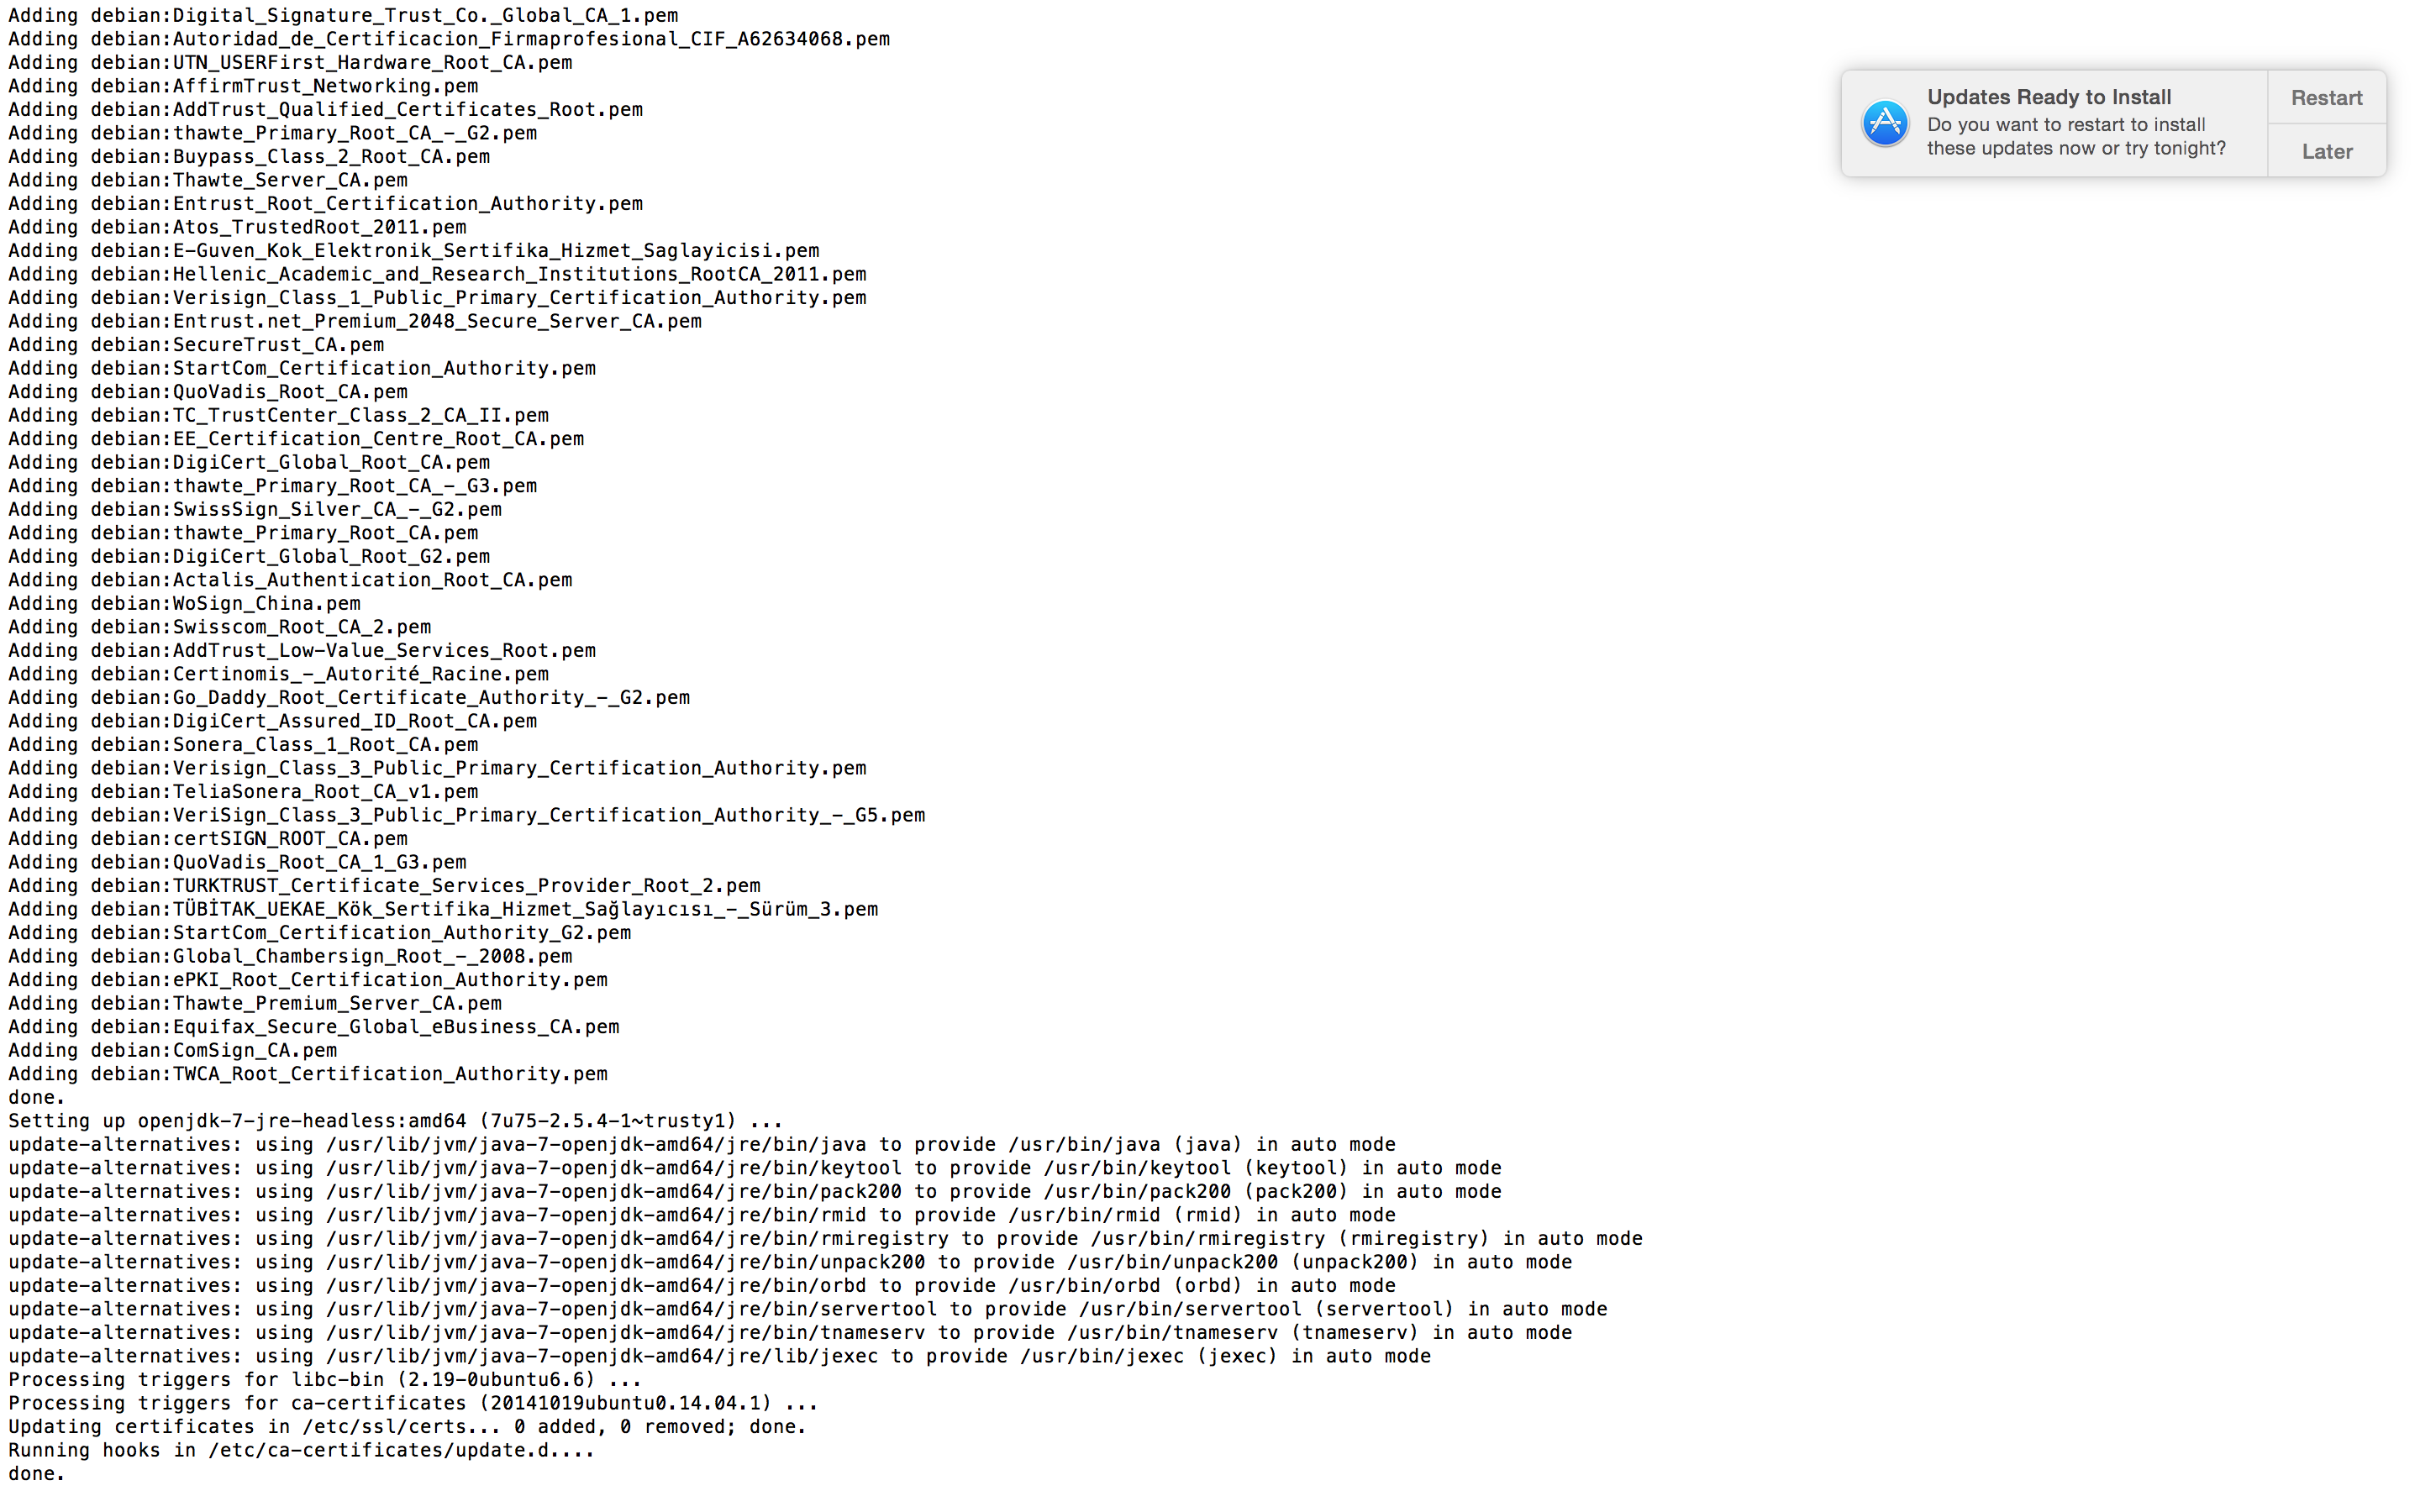 Adding debian:Digital_Signature_Trust_Co._Global_CA_1.pem
Adding debian:Autoridad_de_Certificacion_Firmaprofesional_CIF_A62634068.pem
Adding debian:UTN_USERFirst_Hardware_Root_CA.pem
Adding debian:AffirmTrust_Networking.pem
Adding debian:AddTrust_Qualified_Certificates_Root.pem
Adding debian:thawte_Primary_Root_CA_-_G2.pem
Adding debian:Buypass_Class_2_Root_CA.pem
Adding debian:Thawte_Server_CA.pem
Adding debian:Entrust_Root_Certification_Authority.pem
Adding debian:Atos_TrustedRoot_2011.pem
Adding debian:E-Guven_Kok_Elektronik_Sertifika_Hizmet_Saglayicisi.pem
Adding debian:Hellenic_Academic_and_Research_Institutions_RootCA_2011.pem
Adding debian:Verisign_Class_1_Public_Primary_Certification_Authority.pem
Adding debian:Entrust.net_Premium_2048_Secure_Server_CA.pem
Adding debian:SecureTrust_CA.pem
Adding debian:StartCom_Certification_Authority.pem
Adding debian:QuoVadis_Root_CA.pem
Adding debian:TC_TrustCenter_Class_2_CA_II.pem
Adding debian:EE_Certification_Centre_Root_CA.pem
Adding debian:DigiCert_Global_Root_CA.pem
Adding debian:thawte_Primary_Root_CA_-_G3.pem
Adding debian:SwissSign_Silver_CA_-_G2.pem
Adding debian:thawte_Primary_Root_CA.pem
Adding debian:DigiCert_Global_Root_G2.pem
Adding debian:Actalis_Authentication_Root_CA.pem
Adding debian:WoSign_China.pem
Adding debian:Swisscom_Root_CA_2.pem
Adding debian:AddTrust_Low-Value_Services_Root.pem
Adding debian:Certinomis_-_Autorité_Racine.pem
Adding debian:Go_Daddy_Root_Certificate_Authority_-_G2.pem
Adding debian:DigiCert_Assured_ID_Root_CA.pem
Adding debian:Sonera_Class_1_Root_CA.pem
Adding debian:Verisign_Class_3_Public_Primary_Certification_Authority.pem
Adding debian:TeliaSonera_Root_CA_v1.pem
Adding debian:VeriSign_Class_3_Public_Primary_Certification_Authority_-_G5.pem
Adding debian:certSIGN_ROOT_CA.pem
Adding debian:QuoVadis_Root_CA_1_G3.pem
Adding debian:TURKTRUST_Certificate_Services_Provider_Root_2.pem
Adding debian:TÜBİTAK_UEKAE_Kök_Sertifika_Hizmet_Sağlayıcısı_-_Sürüm_3.pem
Adding debian:StartCom_Certification_Authority_G2.pem
Adding debian:Global_Chambersign_Root_-_2008.pem
Adding debian:ePKI_Root_Certification_Authority.pem
Adding debian:Thawte_Premium_Server_CA.pem
Adding debian:Equifax_Secure_Global_eBusiness_CA.pem
Adding debian:ComSign_CA.pem
Adding debian:TWCA_Root_Certification_Authority.pem
done.
Setting up openjdk-7-jre-headless:amd64 (7u75-2.5.4-1~trusty1) ...
update-alternatives: using /usr/lib/jvm/java-7-openjdk-amd64/jre/bin/java to provide /usr/bin/java (java) in auto mode
update-alternatives: using /usr/lib/jvm/java-7-openjdk-amd64/jre/bin/keytool to provide /usr/bin/keytool (keytool) in auto mode
update-alternatives: using /usr/lib/jvm/java-7-openjdk-amd64/jre/bin/pack200 to provide /usr/bin/pack200 (pack200) in auto mode
update-alternatives: using /usr/lib/jvm/java-7-openjdk-amd64/jre/bin/rmid to provide /usr/bin/rmid (rmid) in auto mode
update-alternatives: using /usr/lib/jvm/java-7-openjdk-amd64/jre/bin/rmiregistry to provide /usr/bin/rmiregistry (rmiregistry) in auto mode
update-alternatives: using /usr/lib/jvm/java-7-openjdk-amd64/jre/bin/unpack200 to provide /usr/bin/unpack200 (unpack200) in auto mode
update-alternatives: using /usr/lib/jvm/java-7-openjdk-amd64/jre/bin/orbd to provide /usr/bin/orbd (orbd) in auto mode
update-alternatives: using /usr/lib/jvm/java-7-openjdk-amd64/jre/bin/servertool to provide /usr/bin/servertool (servertool) in auto mode
update-alternatives: using /usr/lib/jvm/java-7-openjdk-amd64/jre/bin/tnameserv to provide /usr/bin/tnameserv (tnameserv) in auto mode
update-alternatives: using /usr/lib/jvm/java-7-openjdk-amd64/jre/lib/jexec to provide /usr/bin/jexec (jexec) in auto mode
Processing triggers for libc-bin (2.19-0ubuntu6.6) ...
Processing triggers for ca-certificates (20141019ubuntu0.14.04.1) ...
Updating certificates in /etc/ssl/certs... 0 added, 0 removed; done.
Running hooks in /etc/ca-certificates/update.d....
done.
Updates Ready to Install
Do you want to restart to install
these updates now or try tonight?
Restart
Later